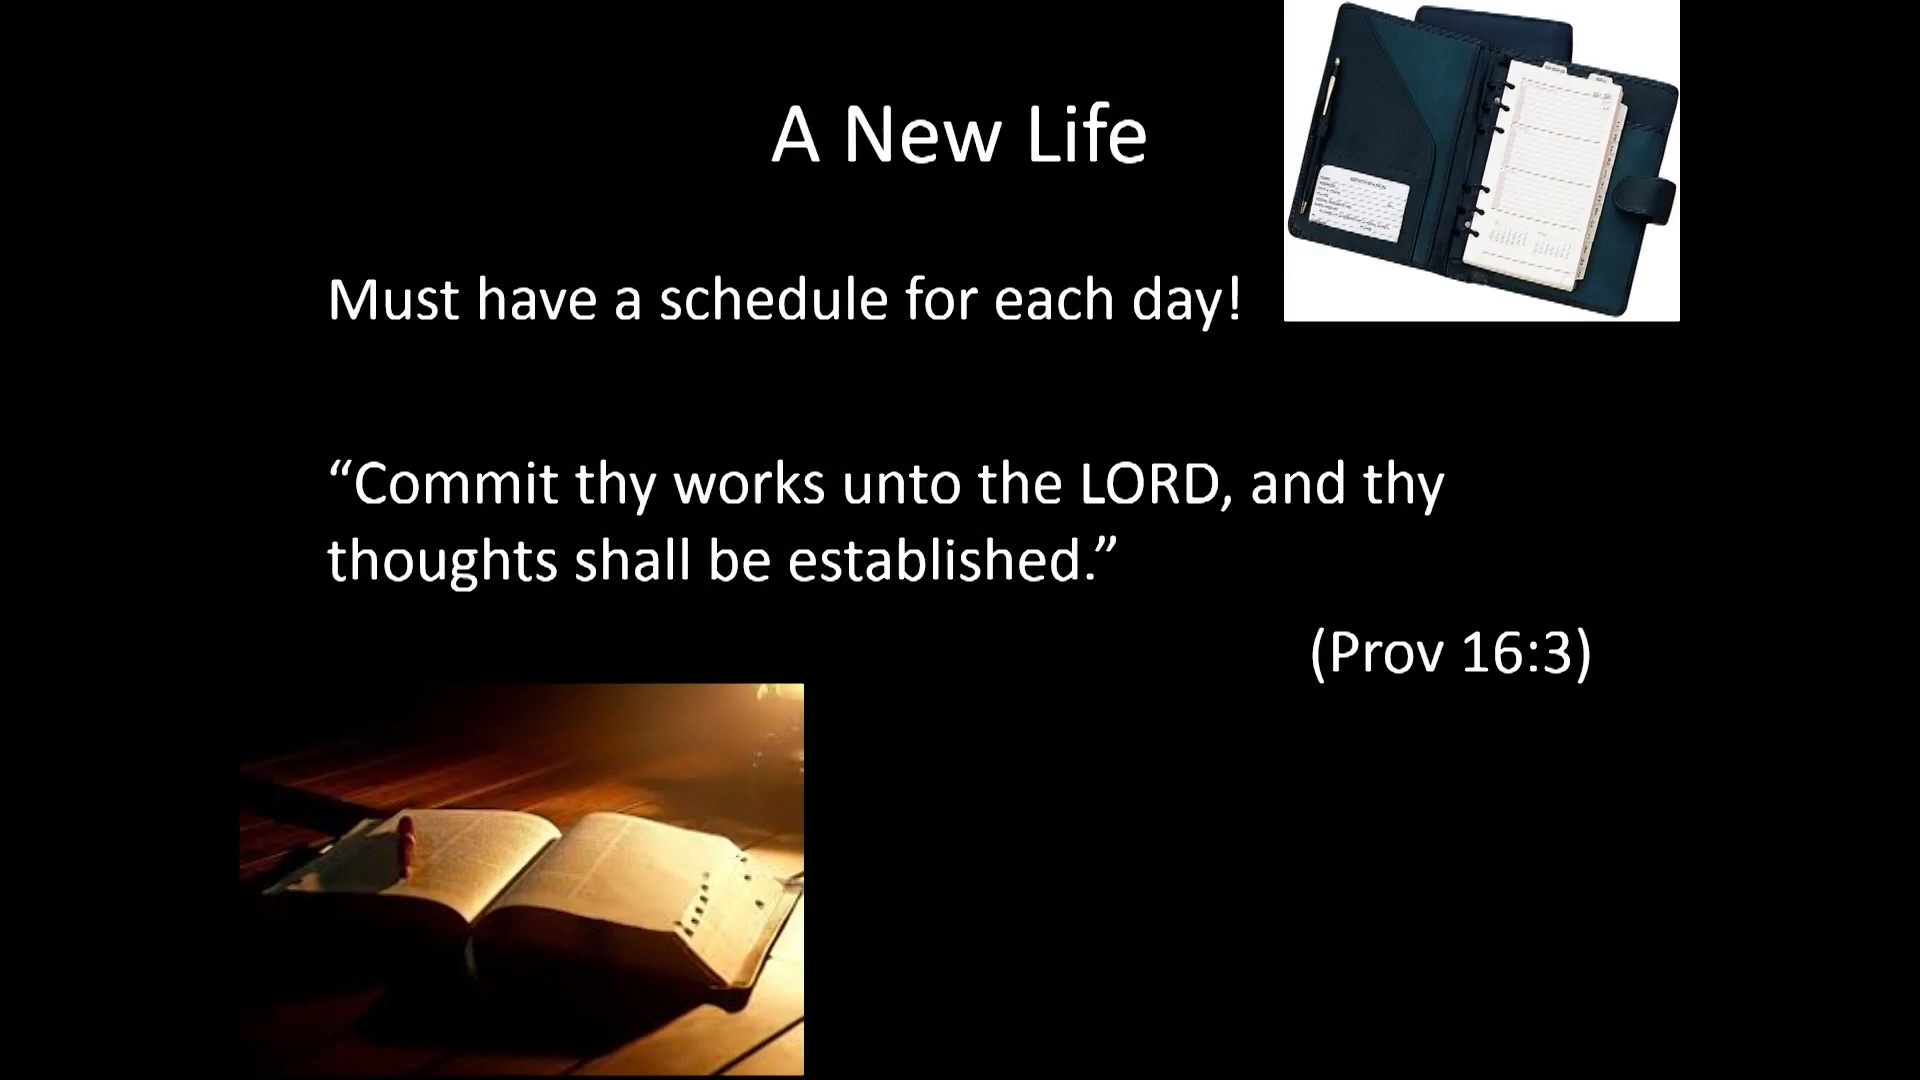 A New Life
Must have a schedule for each day!
“Commit thy works unto the LORD, and thy
thoughts shall be established.”
(Prov 16:3)